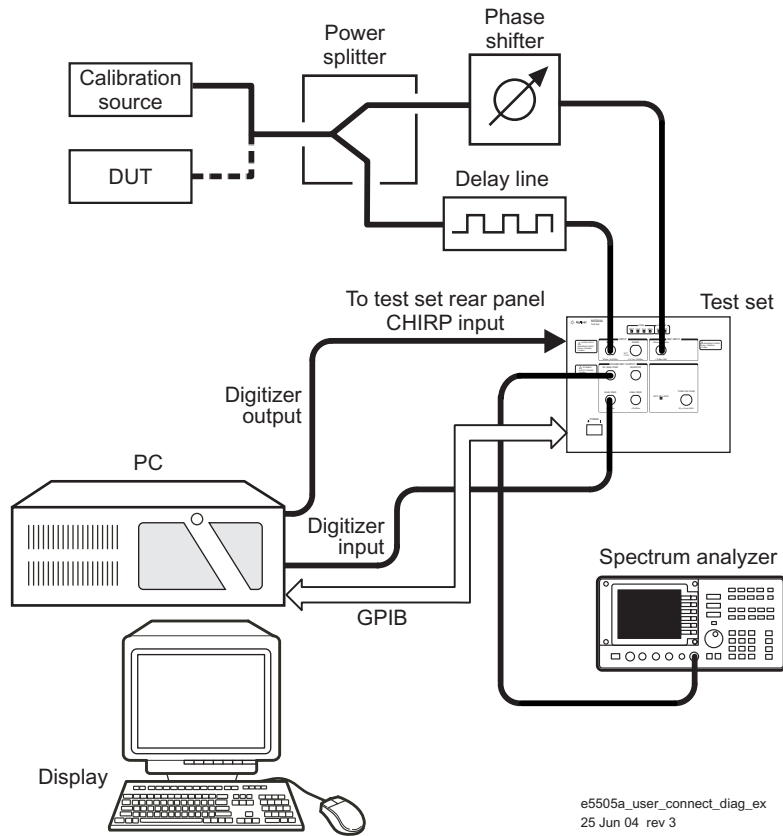 Power
splitter
Phase
shifter
Calibration
source
DUT
Delay line
To test set rear panel
CHIRP input
Test set
Digitizer
output
PC
Digitizer
input
Spectrum analyzer
GPIB
Display
e5505a_user_connect_diag_ex
25 Jun 04 rev 3